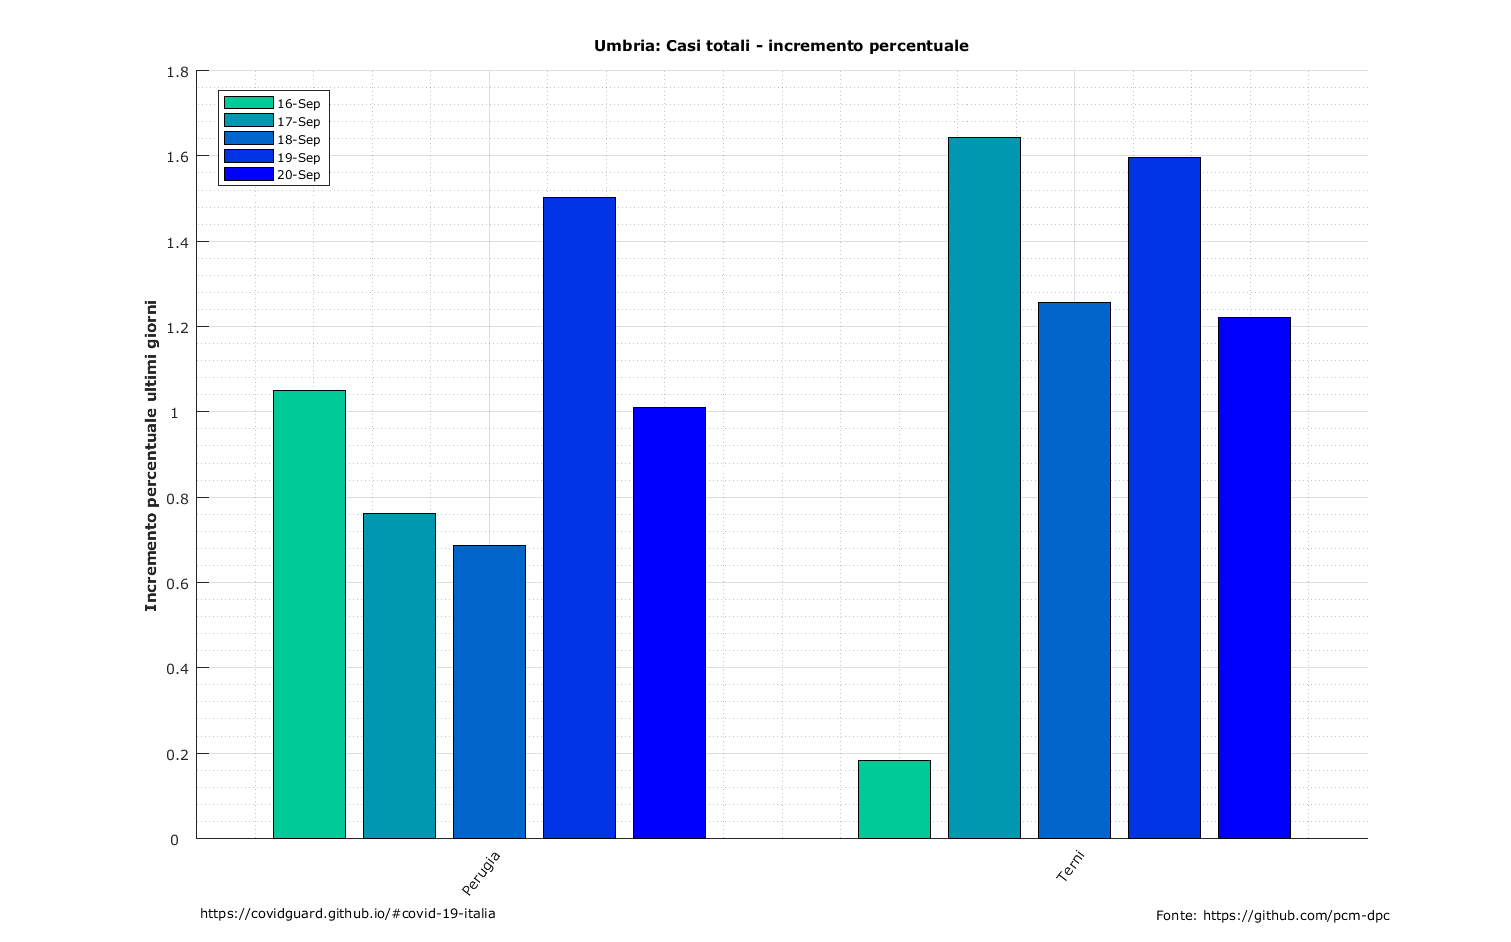 Umbria: Casi totali - incremento percentuale
1.8
1.6
1.4
1.2
1
0.8
0.6
0.4
0.2
0
Incremento percentuale ultimi giorni
16-Sep
17-Sep
18-Sep
19-Sep
20-Sep
Perugia
Terni
https://covidguard.github.io/#covid-19-italia
Fonte: https://github.com/pcm-dpc